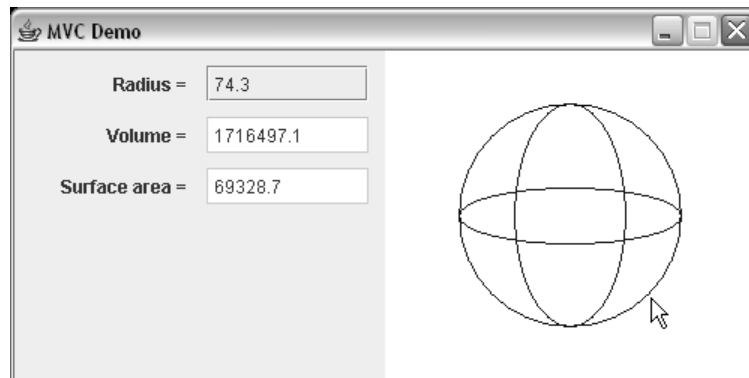 MVC Demo
Radius = 74.3
Volume = 1716497.1
Surface area = 69328.7